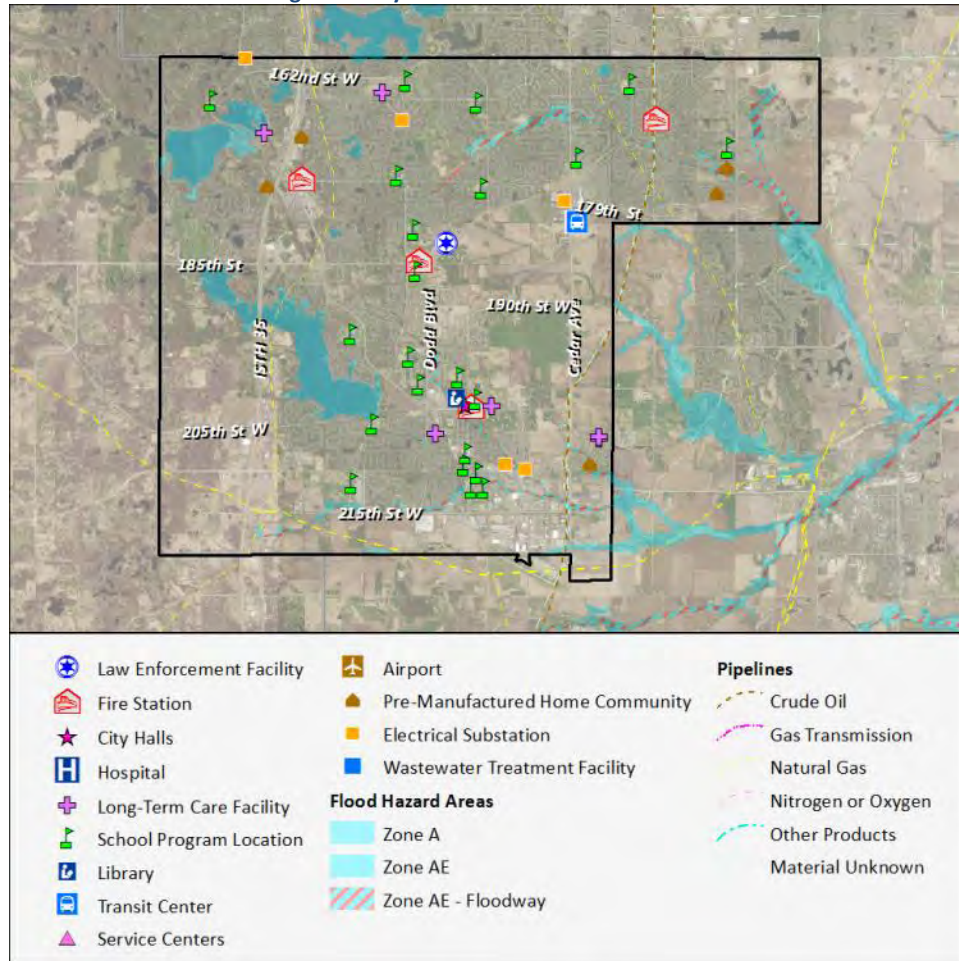 162nd St W
179th St
185th St
190th St W
Dodd Blvd
ISTH 35
Cedar Ave
205th St W
215th St W
Law Enforcement Facility
Fire Station
City Halls
H Hospital
Long-Term Care Facility
School Program Location
Library
Transit Center
Service Centers
Airport
Pre-Manufactured Home Community
Electrical Substation
Wastewater Treatment Facility
Flood Hazard Areas
Zone A
Zone AE
Zone AE - Floodway
Pipelines
Crude Oil
Gas Transmission
Natural Gas
Nitrogen or Oxygen
Other Products
Material Unknown